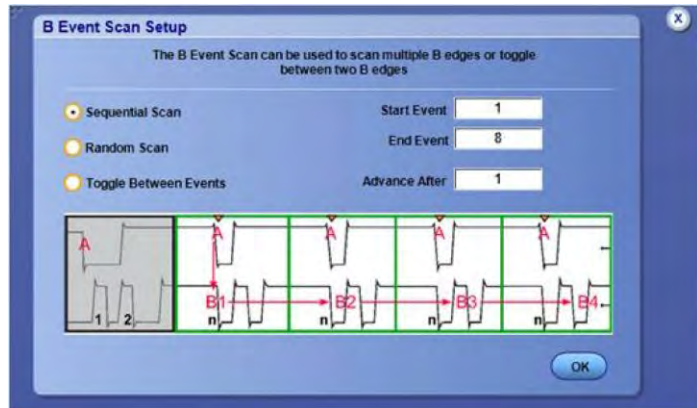 B Event Scan Setup
X
The B Event Scan can be used to scan multiple B edges or toggle
between two B edges
Sequential Scan
Start Event 1
Random Scan
End Event 8
Toggle Between Events
Advance After 1
A A A A A
B1 B2 B3 B4
1 2 n n n n
OK